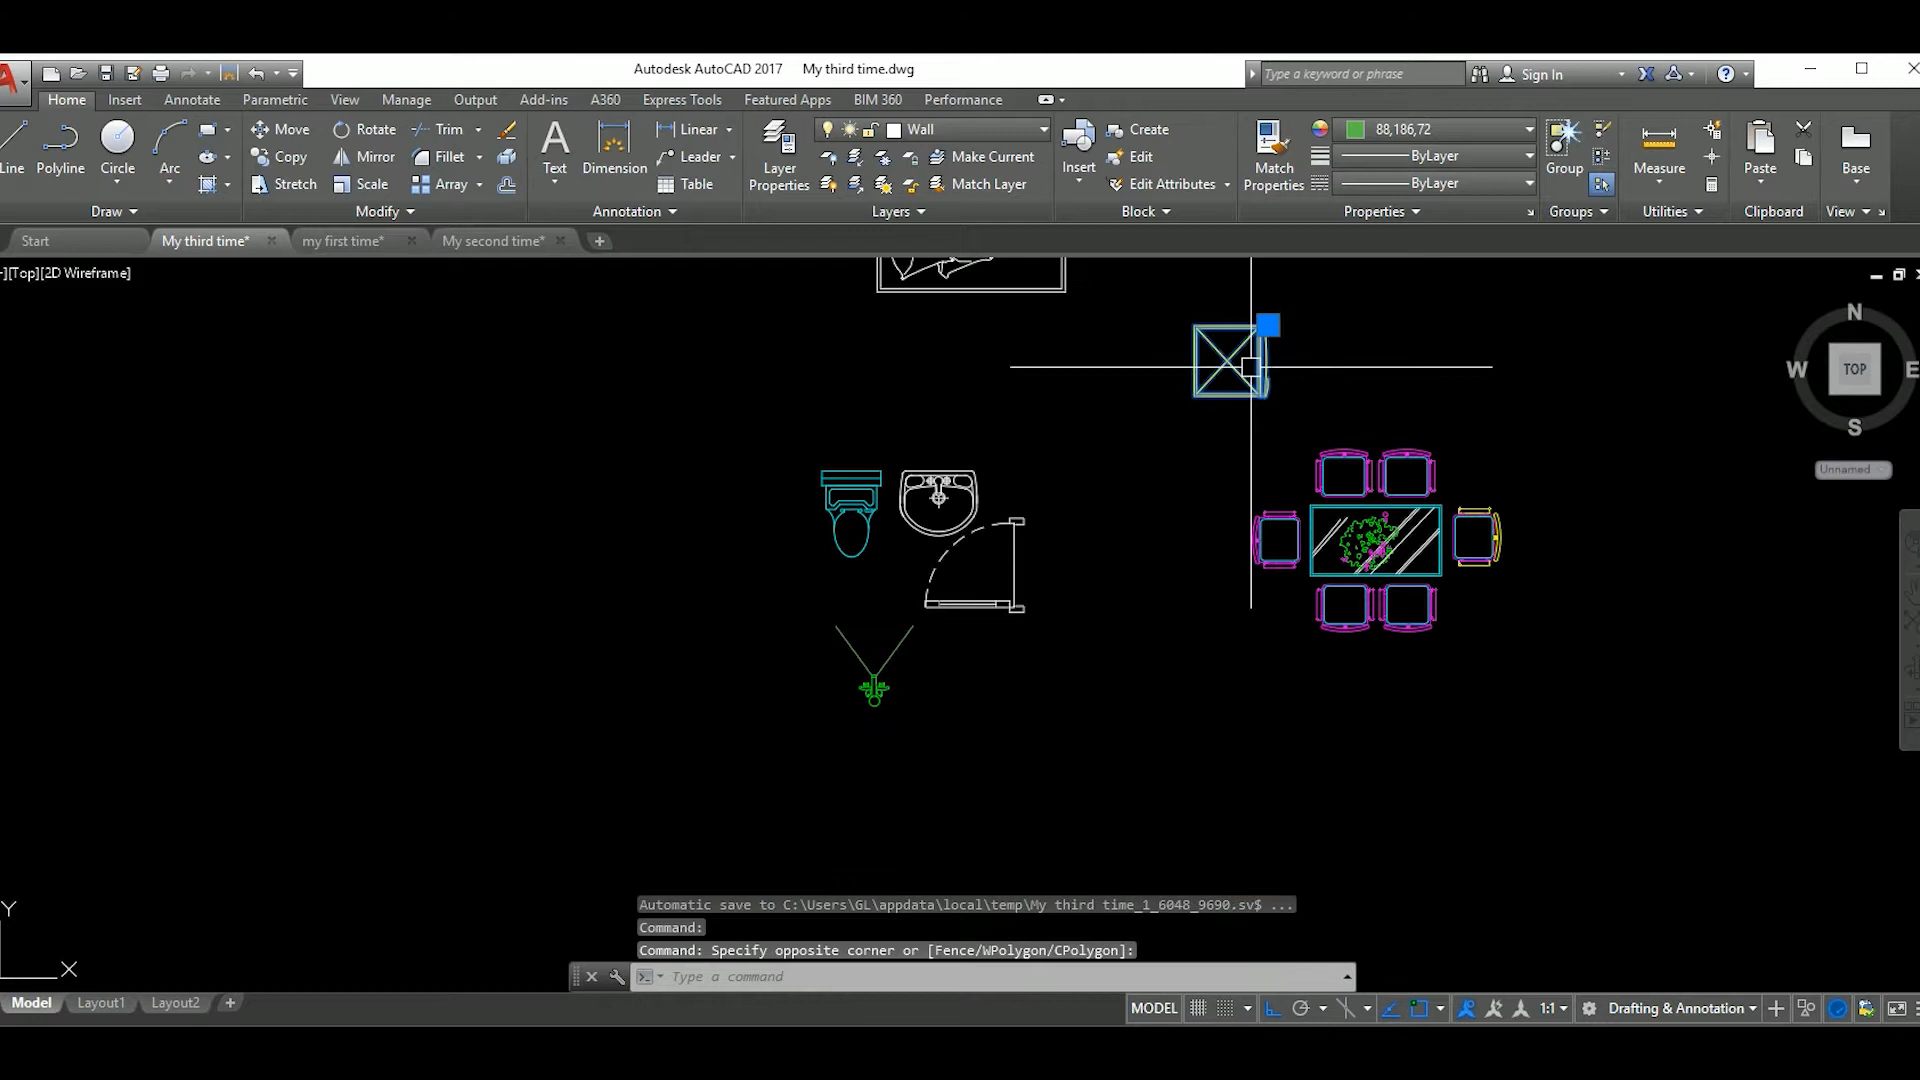 Autodesk AutoCAD 2017 My third time.dwg
Type a keyword or phrase
Sign In
Home Insert Annotate Parametric View Manage Output Add-ins A360 Express Tools Featured Apps BIM 360 Performance
Line Polyline Circle Arc
Move Rotate Trim
Copy Mirror Fillet
Stretch Scale Array
Text Dimension
Linear
Leader
Table
Layer Properties
Wall
Make Current
Match Layer
Insert
Create
Edit
Edit Attributes
Match Properties
88,186,72
ByLayer
ByLayer
Group
Measure
Paste
Base
Draw Modify Annotation Layers Block Properties Groups Utilities Clipboard View
Start My third time* my first time* My second time*
-][Top][2D Wireframe]
N
W TOP E
S
Unnamed
Y
X
Automatic save to C:\Users\GL\appdata\local\temp\My third time_1_6048_9690.sv$ ...
Command:
Command: Specify opposite corner or [Fence/WPolygon/CPolygon]:
Type a command
Model Layout1 Layout2
MODEL 1:1 Drafting & Annotation